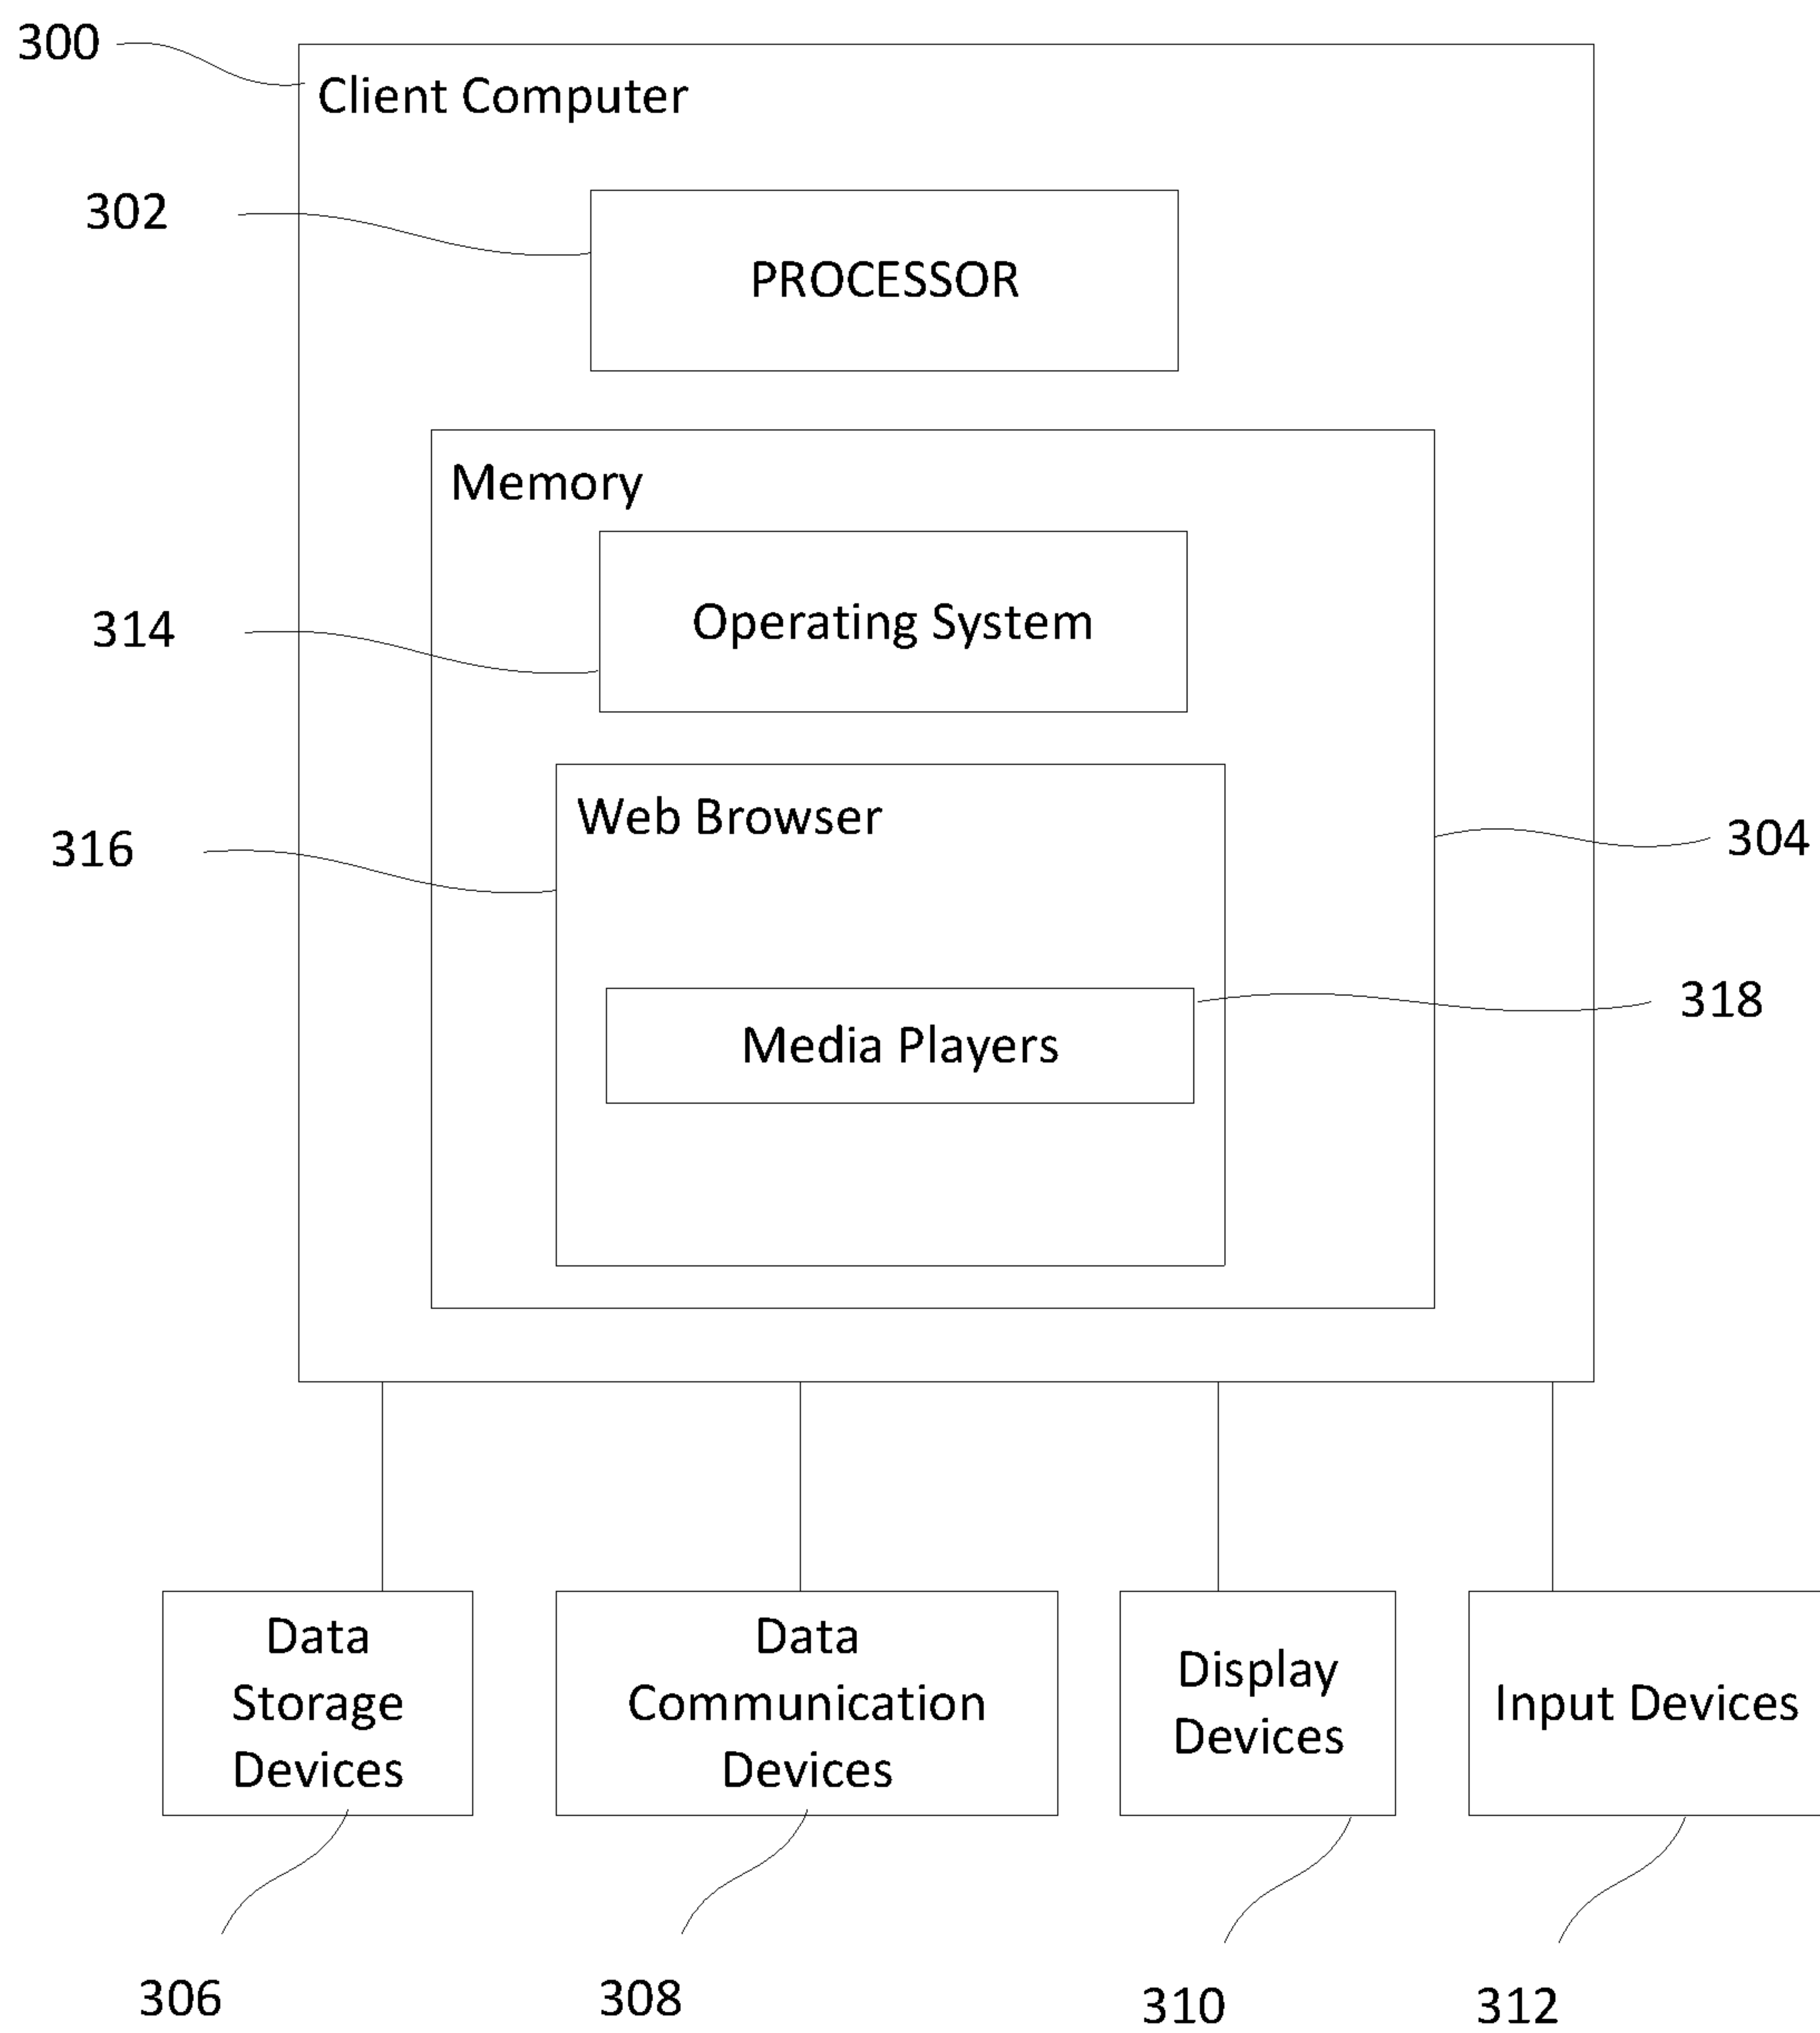 300
Client Computer
302
PROCESSOR
Memory
314
Operating System
316
Web Browser
304
318
Media Players
Data
Storage
Devices
Data
Communication
Devices
Display
Devices
Input Devices
306
308
310
312